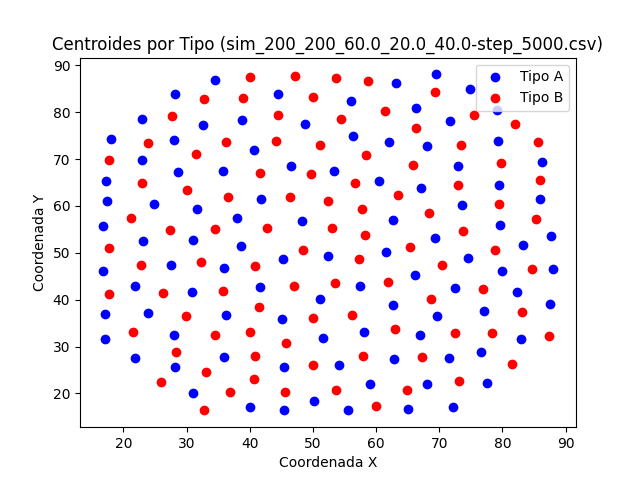 Centroides por Tipo (sim_200_200_60.0_20.0_40.0-step_5000.csv)
Tipo A
Tipo B
90
80
70
60
50
40
30
20
Coordenada Y
20 30 40 50 60 70 80 90
Coordenada X